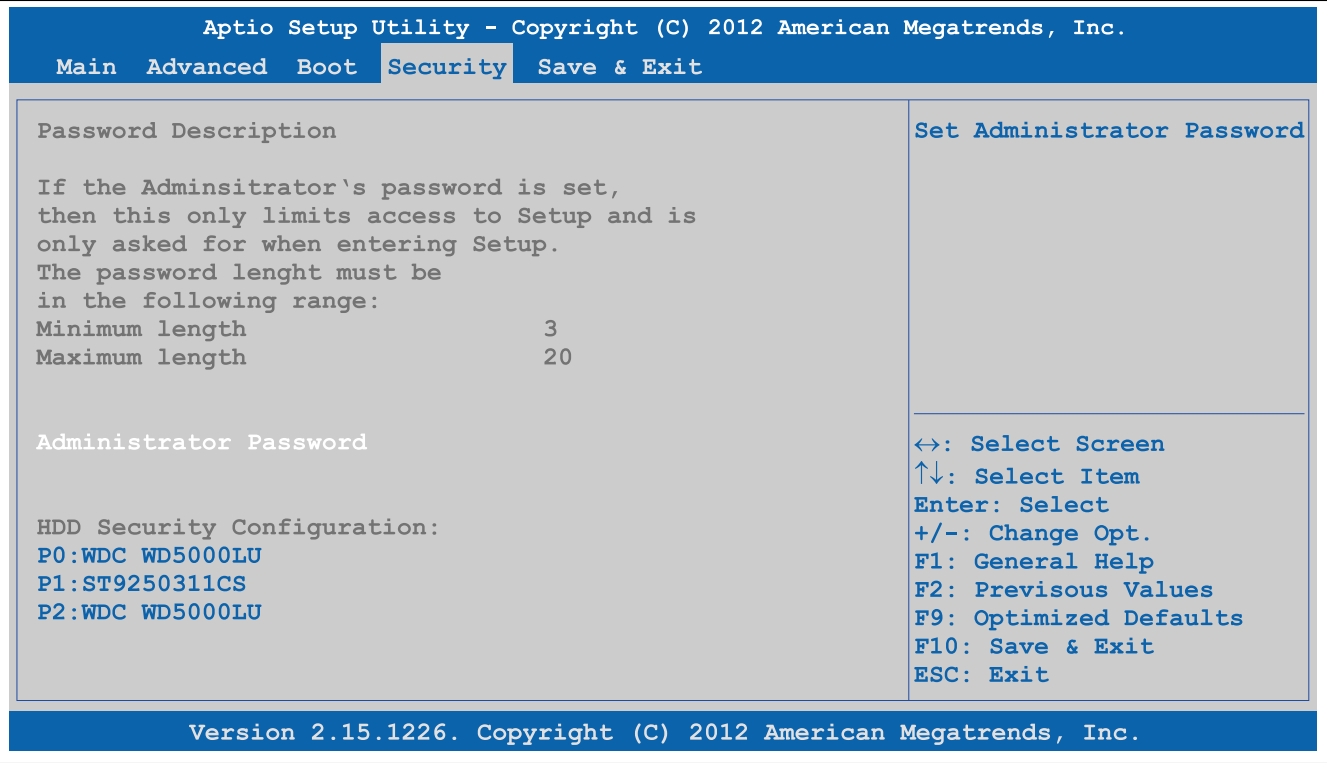 Aptio Setup Utility - Copyright (C) 2012 American Megatrends, Inc.
Main Advanced Boot Security Save & Exit
Password Description
If the Adminsitrator‘s password is set,
then this only limits access to Setup and is
only asked for when entering Setup.
The password lenght must be
in the following range:
Minimum length 3
Maximum length 20
Administrator Password
HDD Security Configuration:
P0:WDC WD5000LU
P1:ST9250311CS
P2:WDC WD5000LU
Set Administrator Password
↔: Select Screen
↑↓: Select Item
Enter: Select
+/-: Change Opt.
F1: General Help
F2: Previsous Values
F9: Optimized Defaults
F10: Save & Exit
ESC: Exit
Version 2.15.1226. Copyright (C) 2012 American Megatrends, Inc.